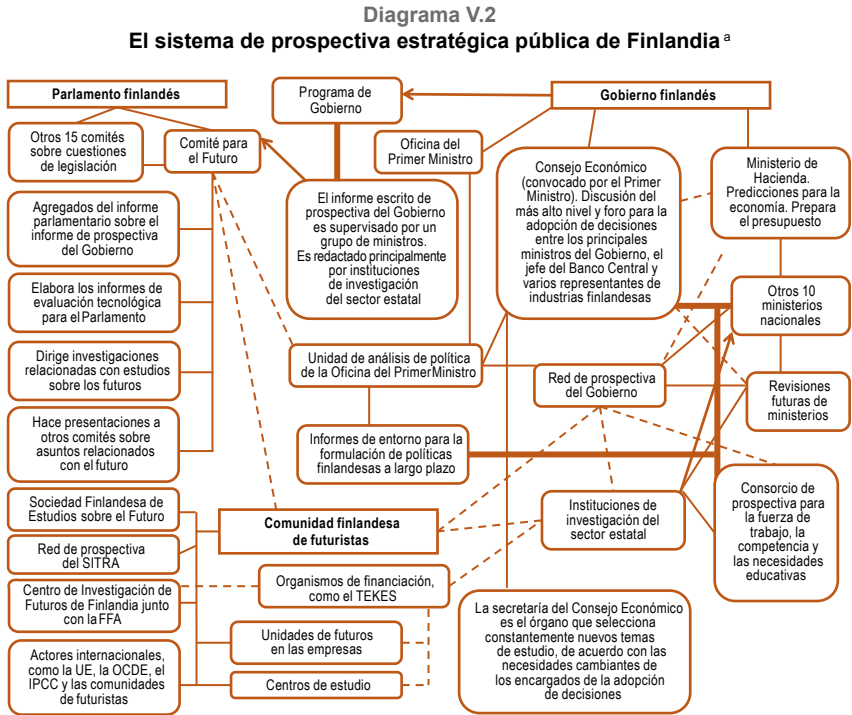 Diagrama V.2
El sistema de prospectiva estratégica pública de Finlandia a
Parlamento finlandés
Programa de
Gobierno
Gobierno finlandés
Otros 15 comités
sobre cuestiones
de legislación
Comité para
el Futuro
Oficina del
Primer Ministro
Consejo Económico
(convocado por el Primer
Ministro). Discusión del
más alto nivel y foro para la
adopción de decisiones
entre los principales
ministros del Gobierno, el
jefe del Banco Central y
varios representantes de
industrias finlandesas
Ministerio de
Hacienda.
Predicciones para la
economía. Prepara
el presupuesto
El informe escrito de
prospectiva del Gobierno
es supervisado por un
grupo de ministros.
Es redactado principalmente
por instituciones
de investigación
del sector estatal
Agregados del informe
parlamentario sobre el
informe de prospectiva
del Gobierno
Elabora los informes de
evaluación tecnológica
para el Parlamento
Otros 10
ministerios
nacionales
Dirige investigaciones
relacionadas con estudios
sobre los futuros
Unidad de análisis de política
de la Oficina del Primer Ministro
Red de prospectiva
del Gobierno
Revisiones
futuras de
ministerios
Hace presentaciones a
otros comités sobre
asuntos relacionados
con el futuro
Informes de entorno para la
formulación de políticas
finlandesas a largo plazo
Consorcio de
prospectiva para
la fuerza de
trabajo, la
competencia y
las necesidades
educativas
Sociedad Finlandesa de
Estudios sobre el Futuro
Comunidad finlandesa
de futuristas
Instituciones de
investigación del
sector estatal
Red de prospectiva
del SITRA
Centro de Investigación de
Futuros de Finlandia junto
con la FFA
Organismos de financiación,
como el TEKES
La secretaría del Consejo Económico
es el órgano que selecciona
constantemente nuevos temas
de estudio, de acuerdo con las
necesidades cambiantes de
los encargados de la adopción
de decisiones
Unidades de futuros
en las empresas
Actores internacionales,
como la UE, la OCDE, el
IPCC y las comunidades
de futuristas
Centros de estudio